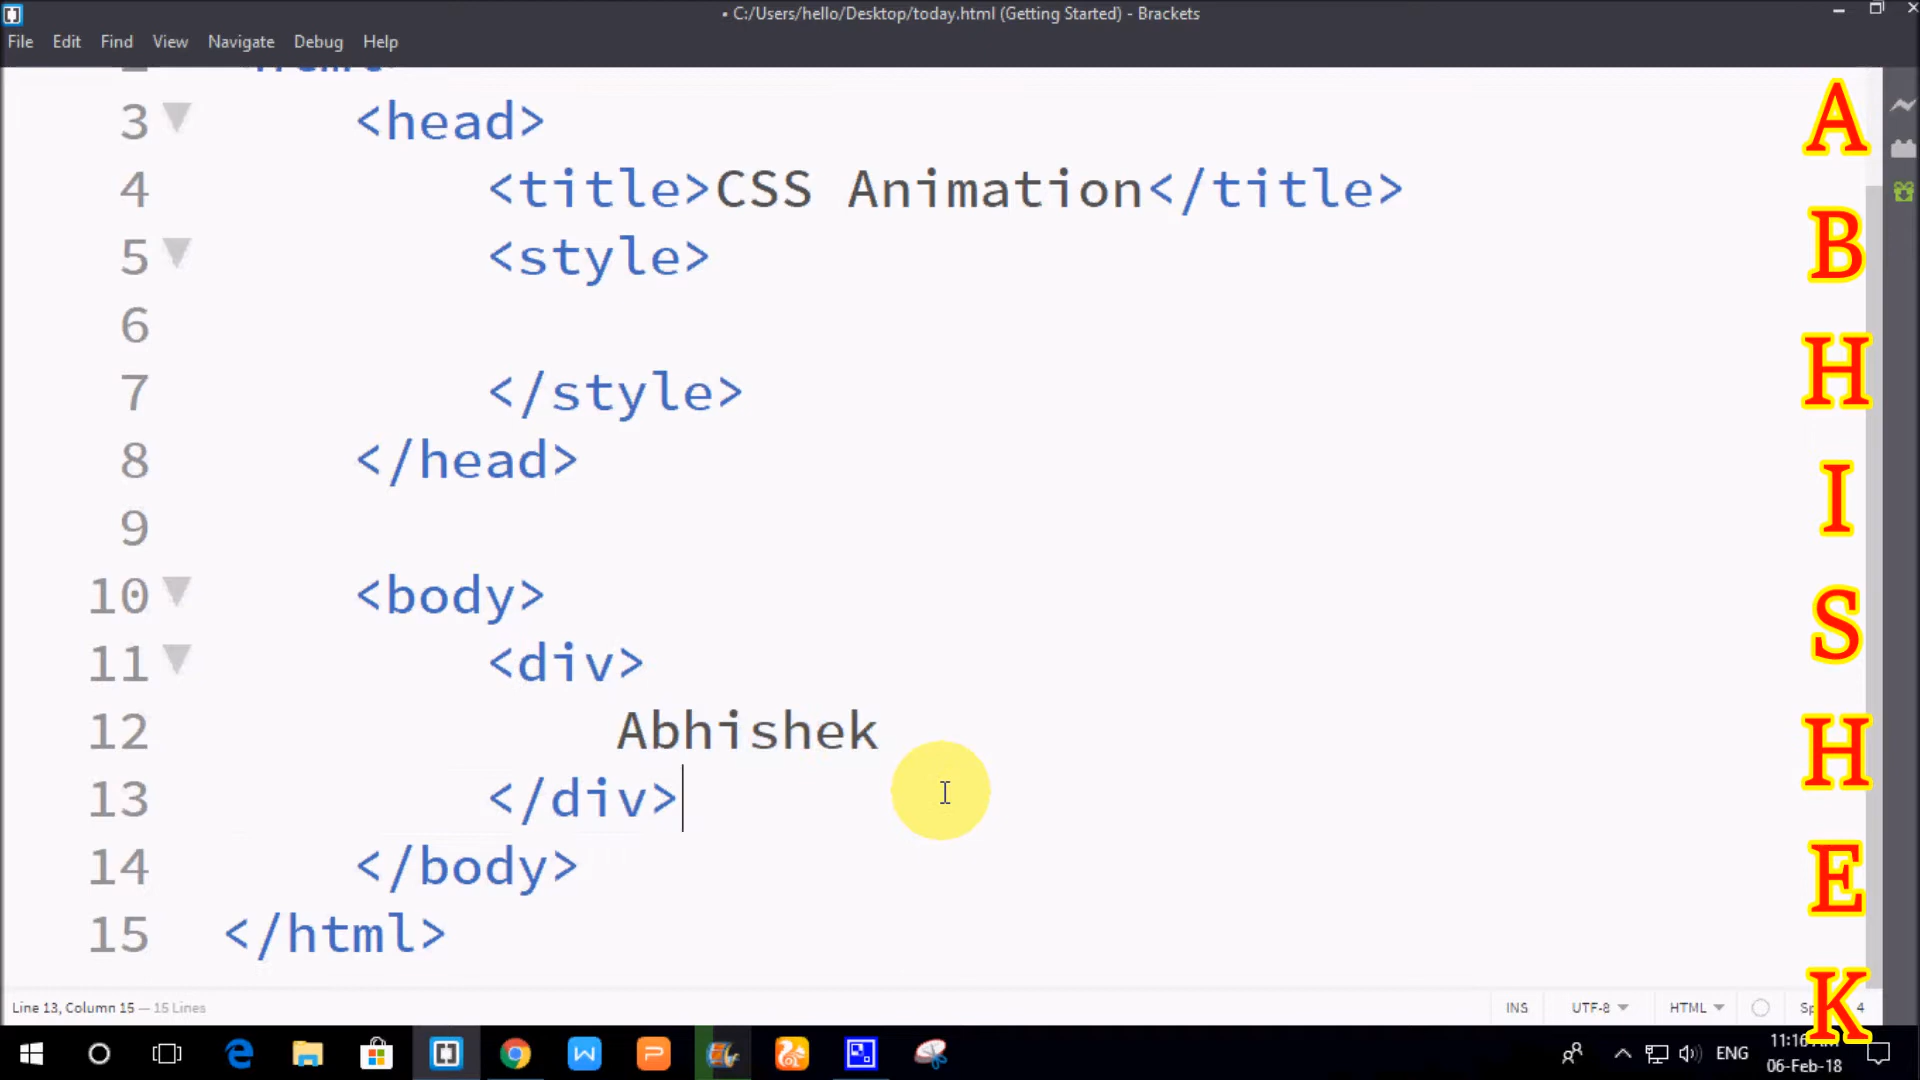 • C:/Users/hello/Desktop/today.html (Getting Started) - Brackets
File Edit Find View Navigate Debug Help
3 <head>
4 <title>CSS Animation</title>
5 <style>
6
7 </style>
8 </head>
9
10 <body>
11 <div>
12 Abhishek
13 </div>
14 </body>
15 </html>
A
B
H
I
S
H
E
K
Line 13, Column 15 — 15 Lines
INS UTF-8 HTML 4
ENG
06-Feb-18